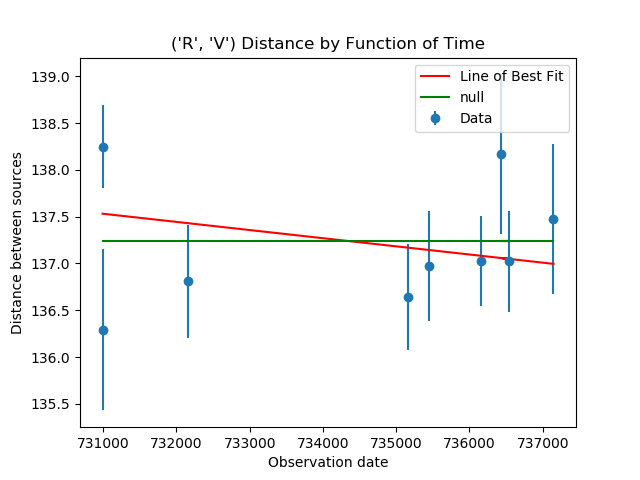 ('R', 'V') Distance by Function of Time
Line of Best Fit
null
Data
Distance between sources
139.0
138.5
138.0
137.5
137.0
136.5
136.0
135.5
731000 732000 733000 734000 735000 736000 737000
Observation date